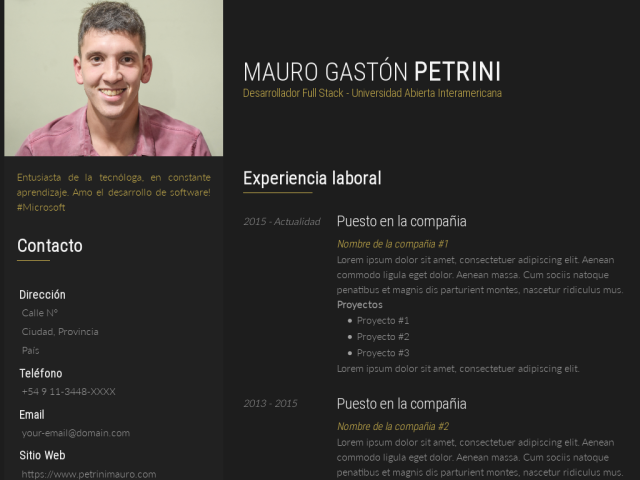 MAURO GASTÓN PETRINI
Desarrollador Full Stack - Universidad Abierta Interamericana
Entusiasta de la tecnóloga, en constante
aprendizaje. Amo el desarrollo de software!
#Microsoft
Contacto
Dirección
Calle Nº
Ciudad, Provincia
País
Teléfono
+54 9 11-3448-XXXX
Email
your-email@domain.com
Sitio Web
https://www.petrinimauro.com
Experiencia laboral
2015 - Actualidad
Puesto en la compañia
Nombre de la compañia #1
Lorem ipsum dolor sit amet, consectetuer adipiscing elit. Aenean
commodo ligula eget dolor. Aenean massa. Cum sociis natoque
penatibus et magnis dis parturient montes, nascetur ridiculus mus.
Proyectos
Proyecto #1
Proyecto #2
Proyecto #3
Lorem ipsum dolor sit amet, consectetuer adipiscing elit.
2013 - 2015
Puesto en la compañia
Nombre de la compañia #2
Lorem ipsum dolor sit amet, consectetuer adipiscing elit. Aenean
commodo ligula eget dolor. Aenean massa. Cum sociis natoque
penatibus et magnis dis parturient montes, nascetur ridiculus mus.